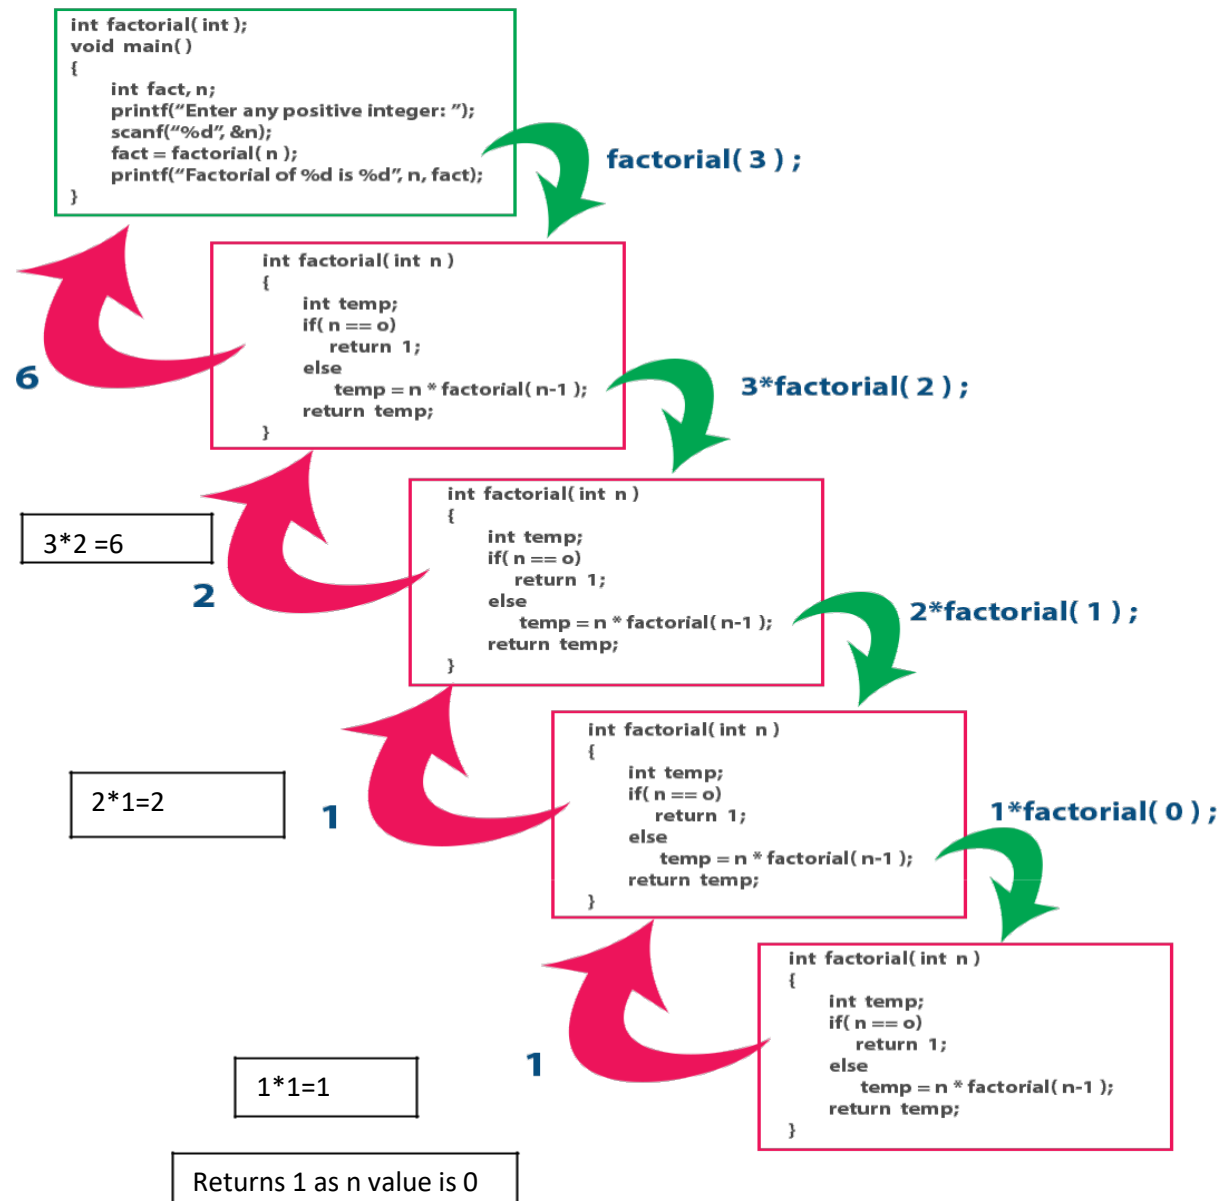 int factorial( int );
void main( )
{
int fact, n;
printf(“Enter any positive integer: ”);
scanf(“%d”, &n);
fact = factorial( n );
printf(“Factorial of %d is %d”, n, fact);
}
factorial( 3 ) ;
int factorial( int n )
{
int temp;
if( n == o)
return 1;
else
temp = n * factorial( n-1 );
return temp;
}
6
3*factorial( 2 ) ;
int factorial( int n )
{
int temp;
if( n == o)
return 1;
else
temp = n * factorial( n-1 );
return temp;
}
3*2 =6
2
2*factorial( 1 ) ;
int factorial( int n )
{
int temp;
if( n == o)
return 1;
else
temp = n * factorial( n-1 );
return temp;
}
2*1=2
1
1*factorial( 0 ) ;
int factorial( int n )
{
int temp;
if( n == o)
return 1;
else
temp = n * factorial( n-1 );
return temp;
}
1
1*1=1
Returns 1 as n value is 0